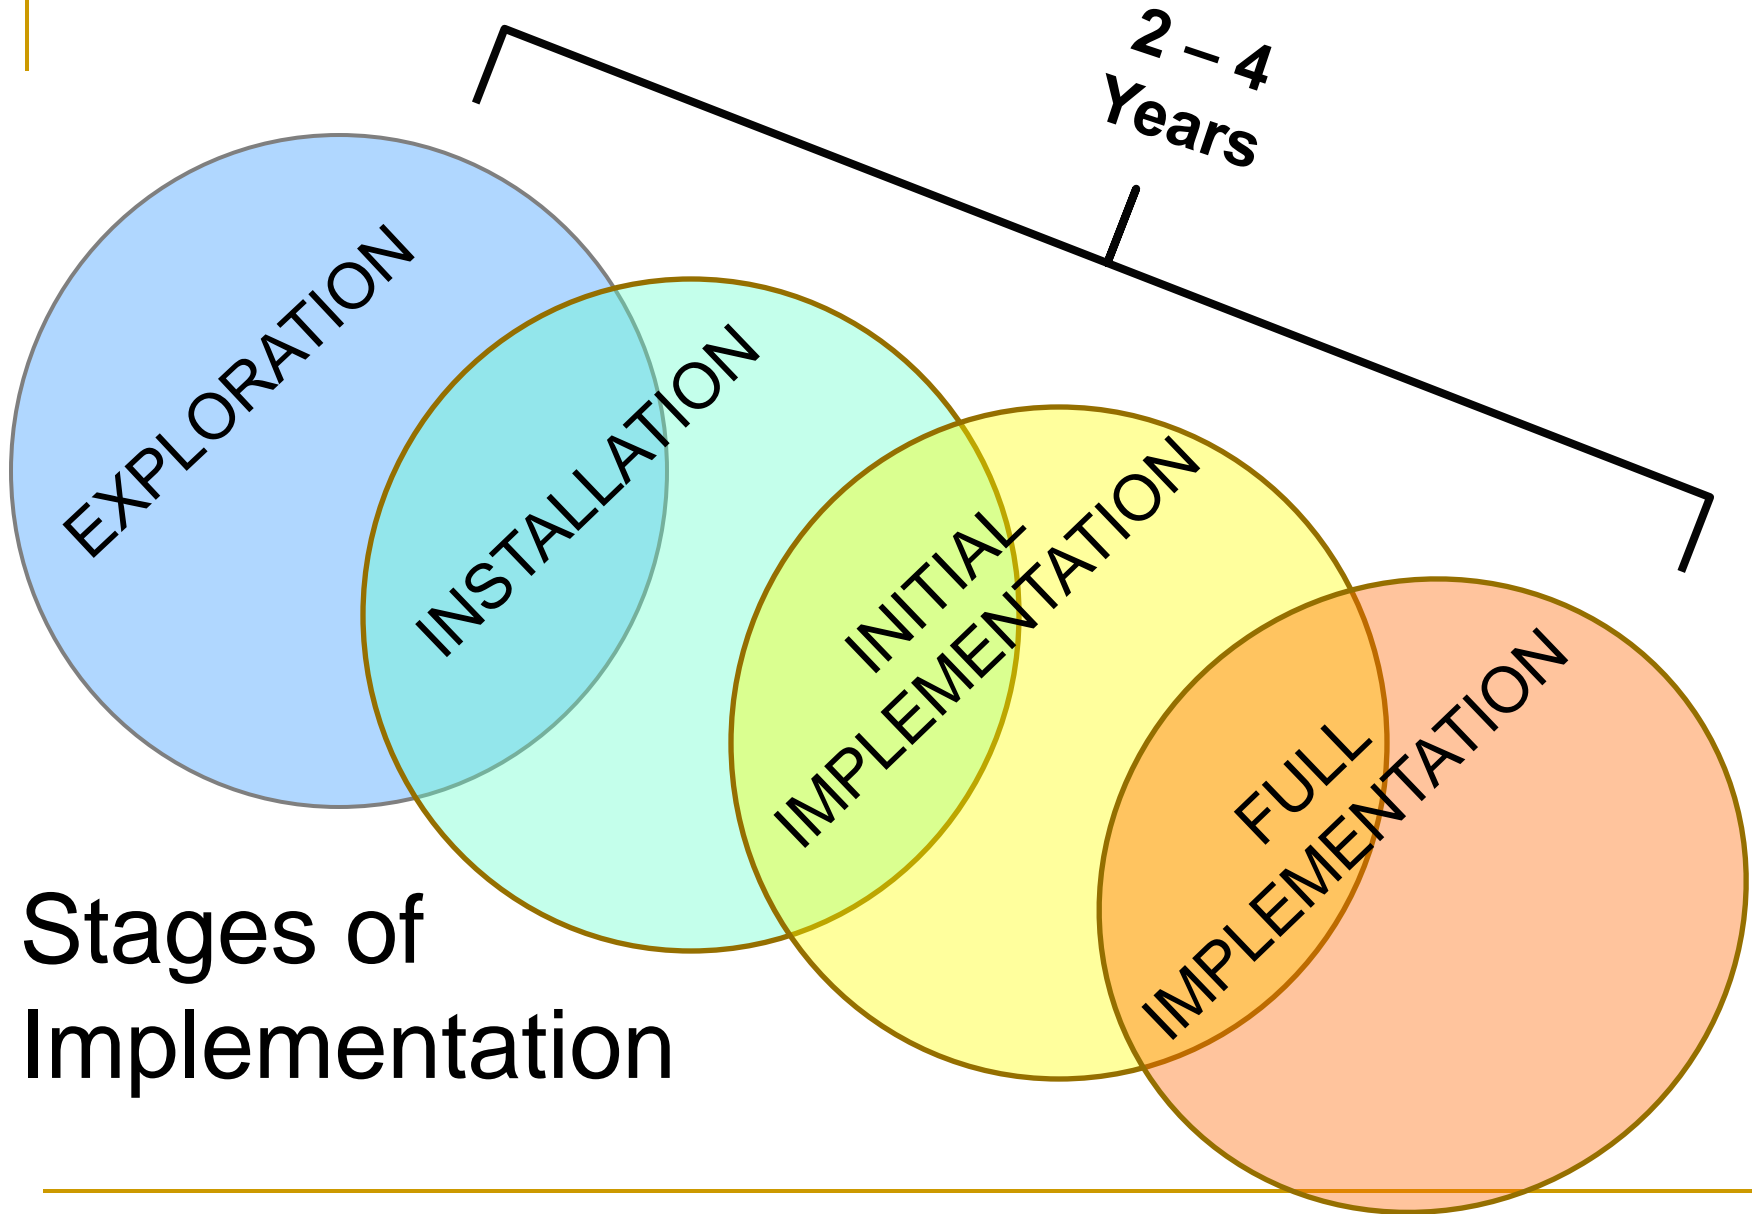 2 – 4
Years
EXPLORATION
INSTALLATION
INITIAL
IMPLEMENTATION
FULL
IMPLEMENTATION
Stages of
Implementation